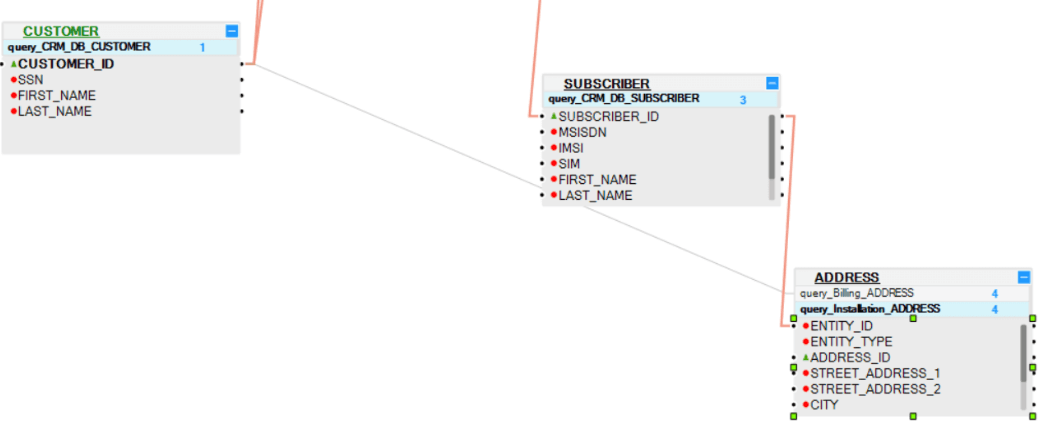 CUSTOMER
query_CRM_DB_CUSTOMER 1
CUSTOMER_ID
SSN
FIRST_NAME
LAST_NAME
SUBSCRIBER
query_CRM_DB_SUBSCRIBER 3
SUBSCRIBER_ID
MSISDN
IMSI
SIM
FIRST_NAME
LAST_NAME
ADDRESS
query_Billing_ADDRESS 4
query_Installation_ADDRESS 4
ENTITY_ID
ENTITY_TYPE
ADDRESS_ID
STREET_ADDRESS_1
STREET_ADDRESS_2
CITY